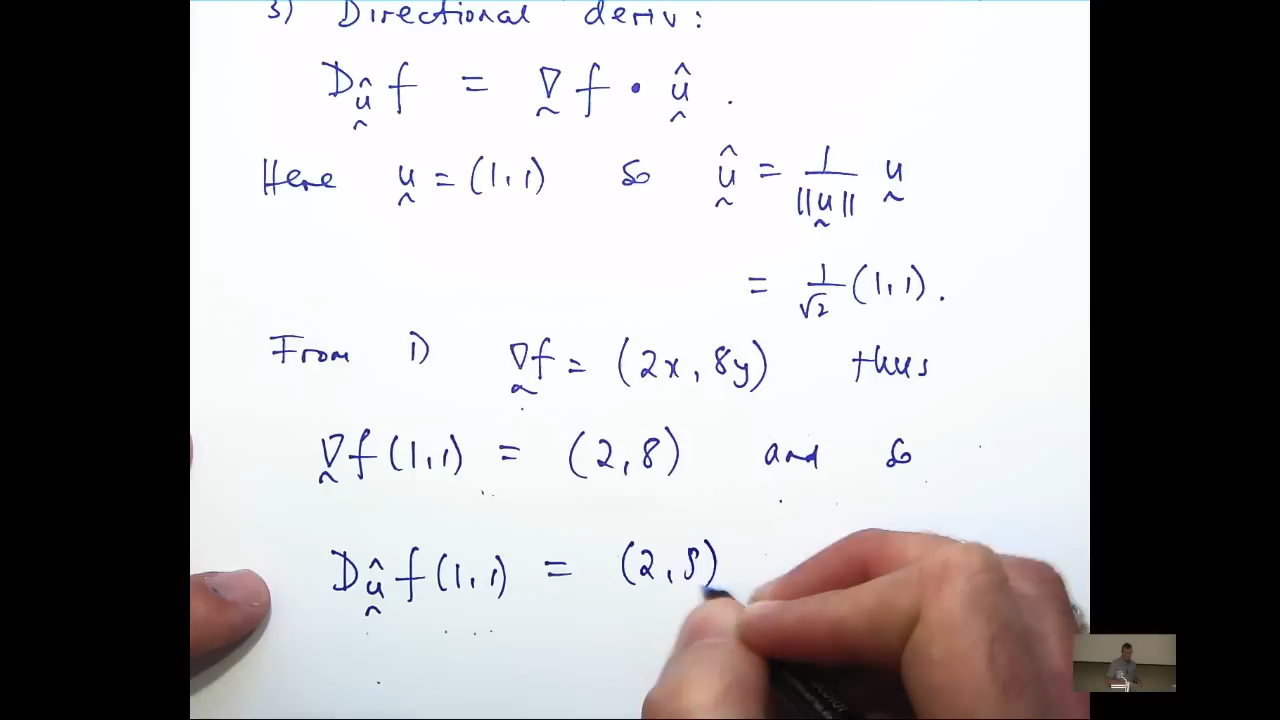 3) Directional deriv:
D_û f = ∇f • û .
Here u = (1,1) So û = 1/||u|| u
= 1/√2 (1,1).
From 1) ∇f = (2x, 8y) thus
∇f(1,1) = (2,8) and so
D_û f(1,1) = (2,8)